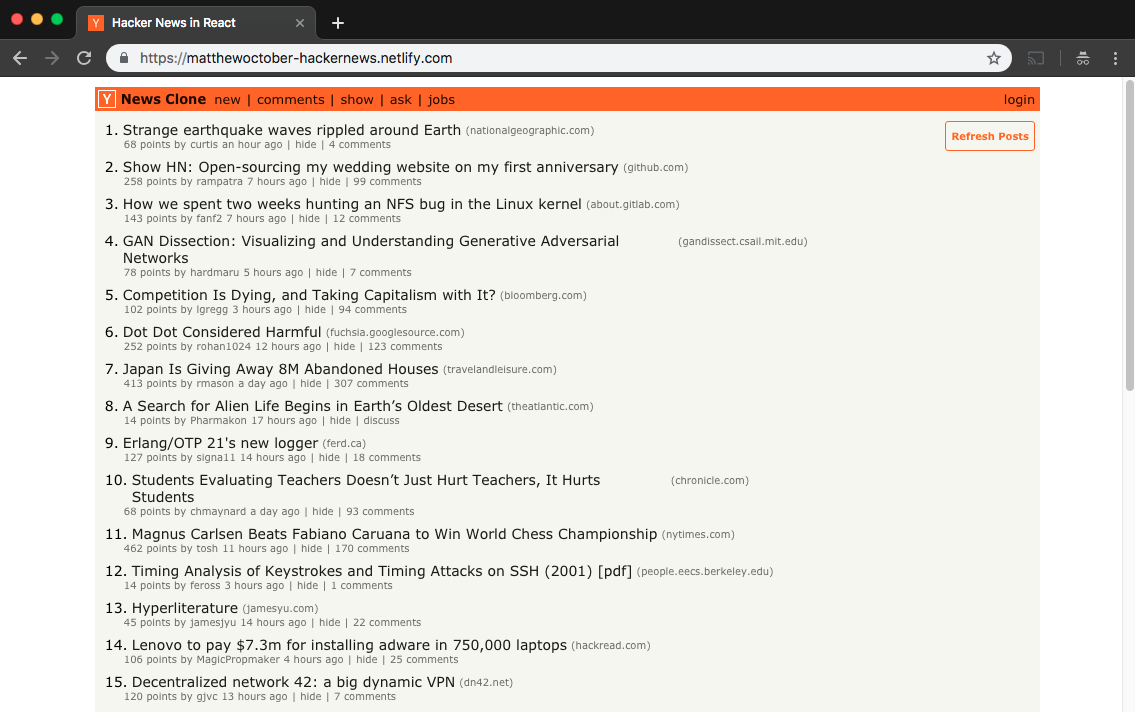 Y Hacker News in React
https://matthewoctober-hackernews.netlify.com
Y News Clone new | comments | show | ask | jobs login
1. Strange earthquake waves rippled around Earth (nationalgeographic.com)
Refresh Posts
68 points by curtis an hour ago | hide | 4 comments
2. Show HN: Open-sourcing my wedding website on my first anniversary (github.com)
258 points by rampatra 7 hours ago | hide | 99 comments
3. How we spent two weeks hunting an NFS bug in the Linux kernel (about.gitlab.com)
143 points by fanf2 7 hours ago | hide | 12 comments
4. GAN Dissection: Visualizing and Understanding Generative Adversarial (gandissect.csail.mit.edu)
Networks
78 points by hardmaru 5 hours ago | hide | 7 comments
5. Competition Is Dying, and Taking Capitalism with It? (bloomberg.com)
102 points by lgregg 3 hours ago | hide | 94 comments
6. Dot Dot Considered Harmful (fuchsia.googlesource.com)
252 points by rohan1024 12 hours ago | hide | 123 comments
7. Japan Is Giving Away 8M Abandoned Houses (travelandleisure.com)
413 points by rmason a day ago | hide | 307 comments
8. A Search for Alien Life Begins in Earth’s Oldest Desert (theatlantic.com)
14 points by Pharmakon 17 hours ago | hide | discuss
9. Erlang/OTP 21's new logger (ferd.ca)
127 points by signa11 14 hours ago | hide | 18 comments
10. Students Evaluating Teachers Doesn’t Just Hurt Teachers, It Hurts (chronicle.com)
Students
68 points by chmaynard a day ago | hide | 93 comments
11. Magnus Carlsen Beats Fabiano Caruana to Win World Chess Championship (nytimes.com)
462 points by tosh 11 hours ago | hide | 170 comments
12. Timing Analysis of Keystrokes and Timing Attacks on SSH (2001) [pdf] (people.eecs.berkeley.edu)
14 points by feross 3 hours ago | hide | 1 comments
13. Hyperliterature (jamesyu.com)
45 points by jamesjyu 14 hours ago | hide | 22 comments
14. Lenovo to pay $7.3m for installing adware in 750,000 laptops (hackread.com)
106 points by MagicPropmaker 4 hours ago | hide | 25 comments
15. Decentralized network 42: a big dynamic VPN (dn42.net)
120 points by gjvc 13 hours ago | hide | 7 comments